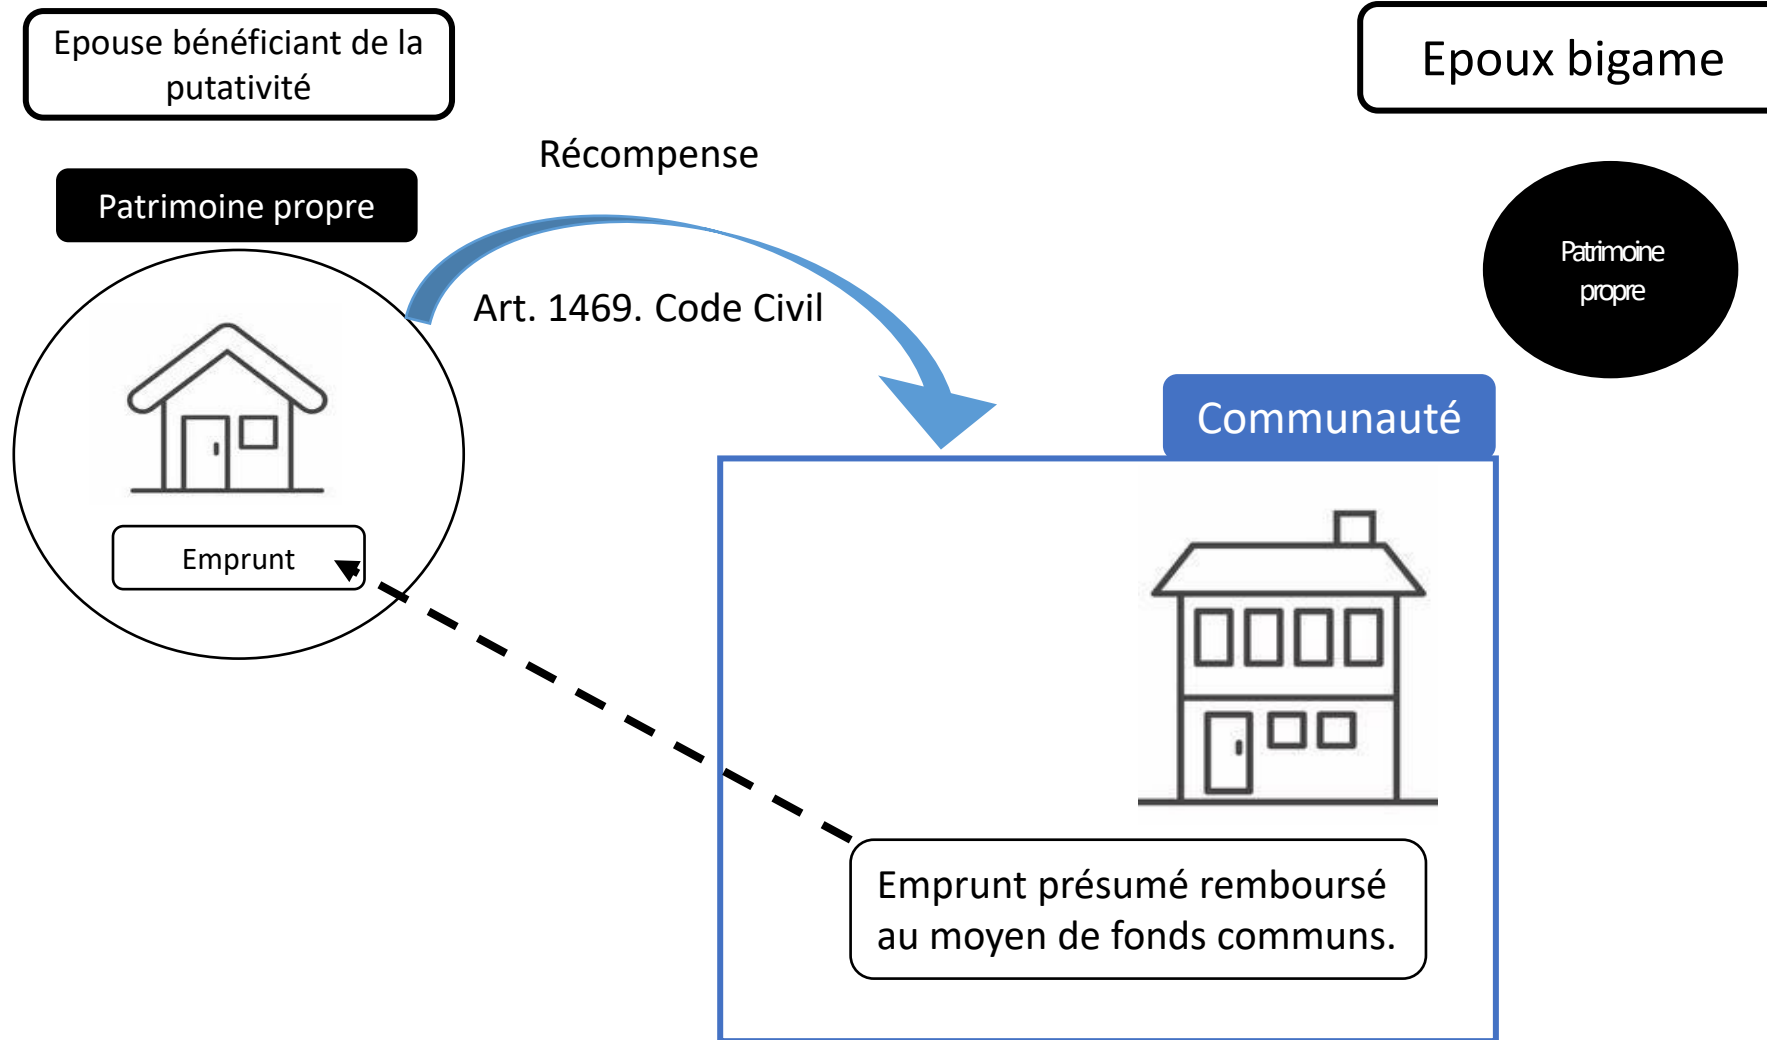 Epouse bénéficiant de la
putativité
Epoux bigame
Récompense
Patrimoine propre
Art. 1469. Code Civil
Patrimoine
propre
Communauté
Emprunt
Emprunt présumé remboursé
au moyen de fonds communs.